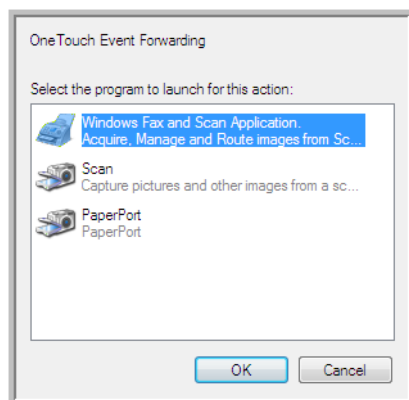 OneTouch Event Forwarding
Select the program to launch for this action:
Windows Fax and Scan Application.
Acquire, Manage and Route images from Sc...
Scan
Capture pictures and other images from a sc...
PaperPort
PaperPort
OK Cancel